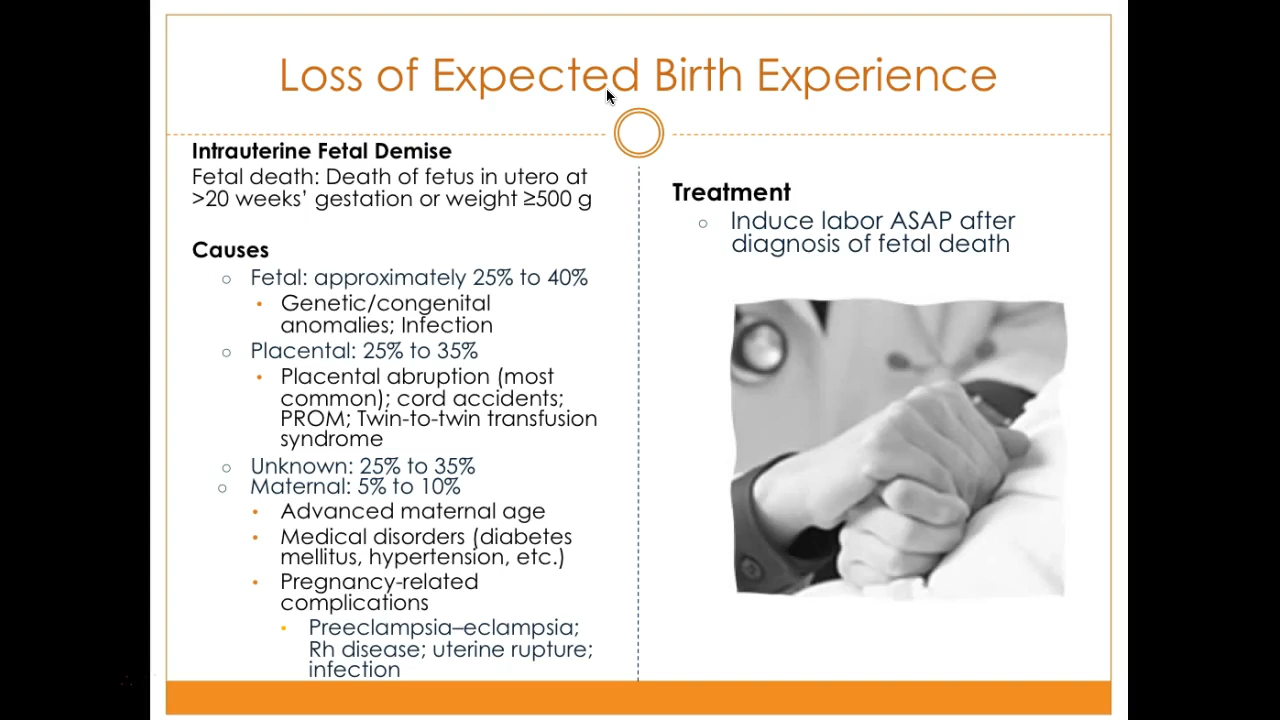 Loss of Expected Birth Experience
Intrauterine Fetal Demise
Fetal death: Death of fetus in utero at
>20 weeks’ gestation or weight ≥500 g
Causes
Fetal: approximately 25% to 40%
Genetic/congenital
anomalies; Infection
Placental: 25% to 35%
Placental abruption (most
common); cord accidents;
PROM; Twin-to-twin transfusion
syndrome
Unknown: 25% to 35%
Maternal: 5% to 10%
Advanced maternal age
Medical disorders (diabetes
mellitus, hypertension, etc.)
Pregnancy-related
complications
Preeclampsia–eclampsia;
Rh disease; uterine rupture;
infection
Treatment
Induce labor ASAP after
diagnosis of fetal death